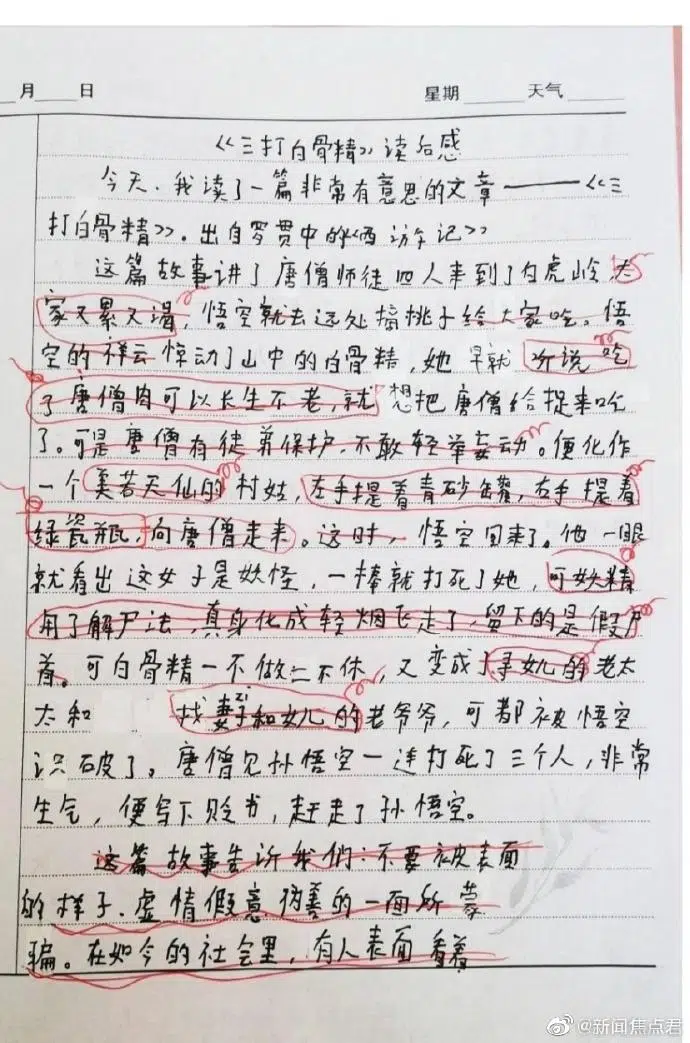 月 日 星期 天气
《三打白骨精》读后感
今天.我读了一篇非常有意思的文章——《三
打白骨精》.出自罗贯中的《西游记》
这篇故事讲了唐僧师徒四人来到了白虎岭.大
家又累又渴,悟空就去远处摘桃子给大家吃。悟
空的祥云惊动了山中的白骨精,她早就听说吃
了唐僧肉可以长生不老,就想把唐僧给捉来吃
了。可是唐僧有徒弟保护.不敢轻举妄动。便化作
一个美若天仙的村姑,左手提着青砂罐,右手提着
绿瓷瓶,向唐僧走来。这时,悟空回来了。他一眼
就看出这女子是妖怪,一棒就打死了她,可妖精
用了解尸法,真身化成轻烟飞走了,留下的是假尸
首。可白骨精一不做二不休,又变成了寻女儿的老太
zi
太和 找妻子和女儿的老爷爷,可都被悟空
识破了。唐僧见孙悟空一连打死了三个人,非常
生气,便写下贬书,赶走了孙悟空。
这篇故事告诉我们:不要被表面
的样子.虚情假意伪善的一面所蒙
骗。在如今的社会里,有人表面看着
@新闻焦点君